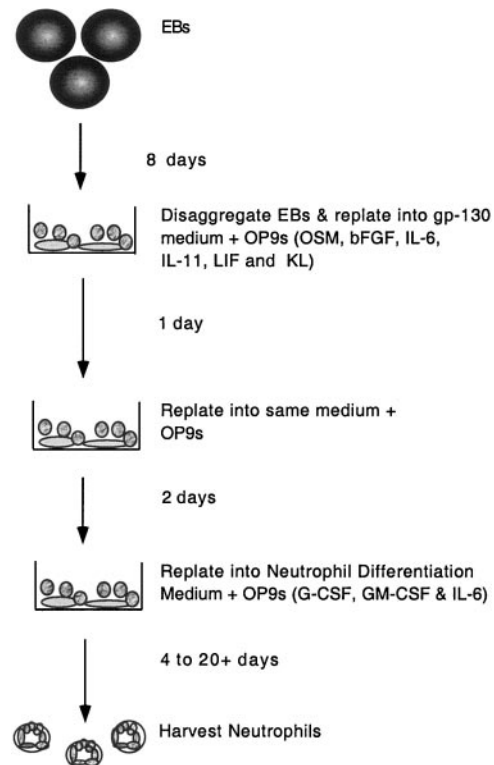 EBs
8 days
Disaggregate EBs & replate into gp-130
medium + OP9s (OSM, bFGF, IL-6,
IL-11, LIF and KL)
1 day
Replate into same medium +
OP9s
2 days
Replate into Neutrophil Differentiation
Medium + OP9s (G-CSF, GM-CSF & IL-6)
4 to 20+ days
Harvest Neutrophils